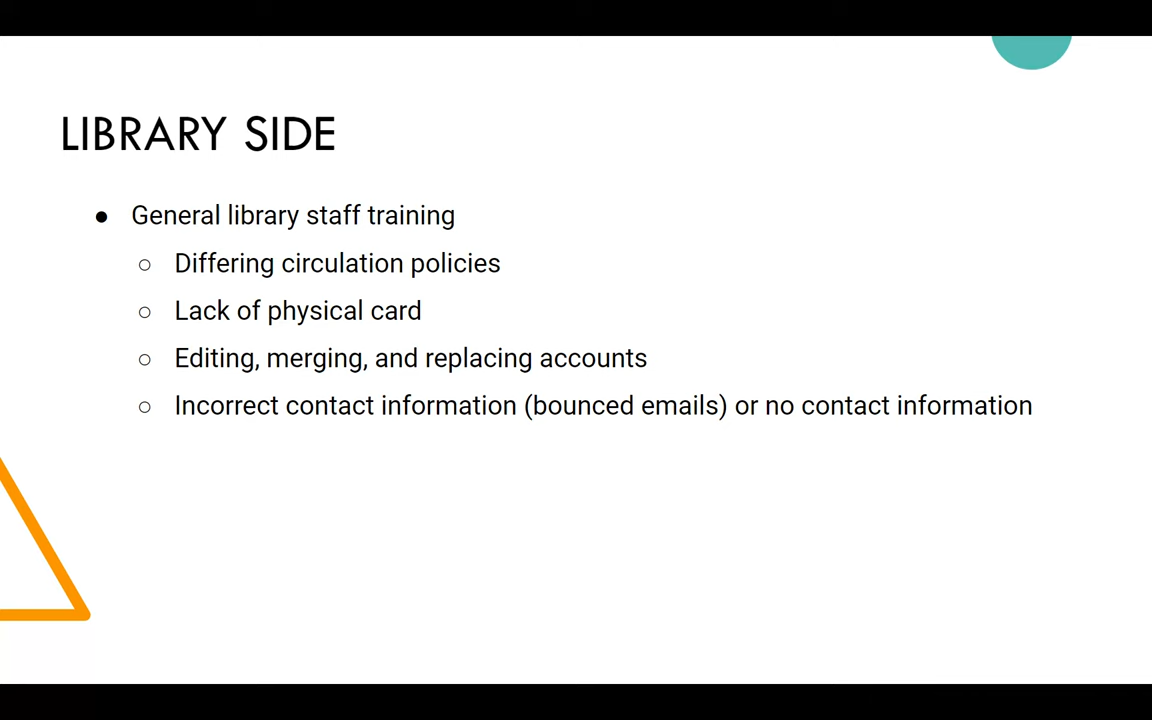 LIBRARY SIDE
● General library staff training
○ Differing circulation policies
○ Lack of physical card
○ Editing, merging, and replacing accounts
○ Incorrect contact information (bounced emails) or no contact information